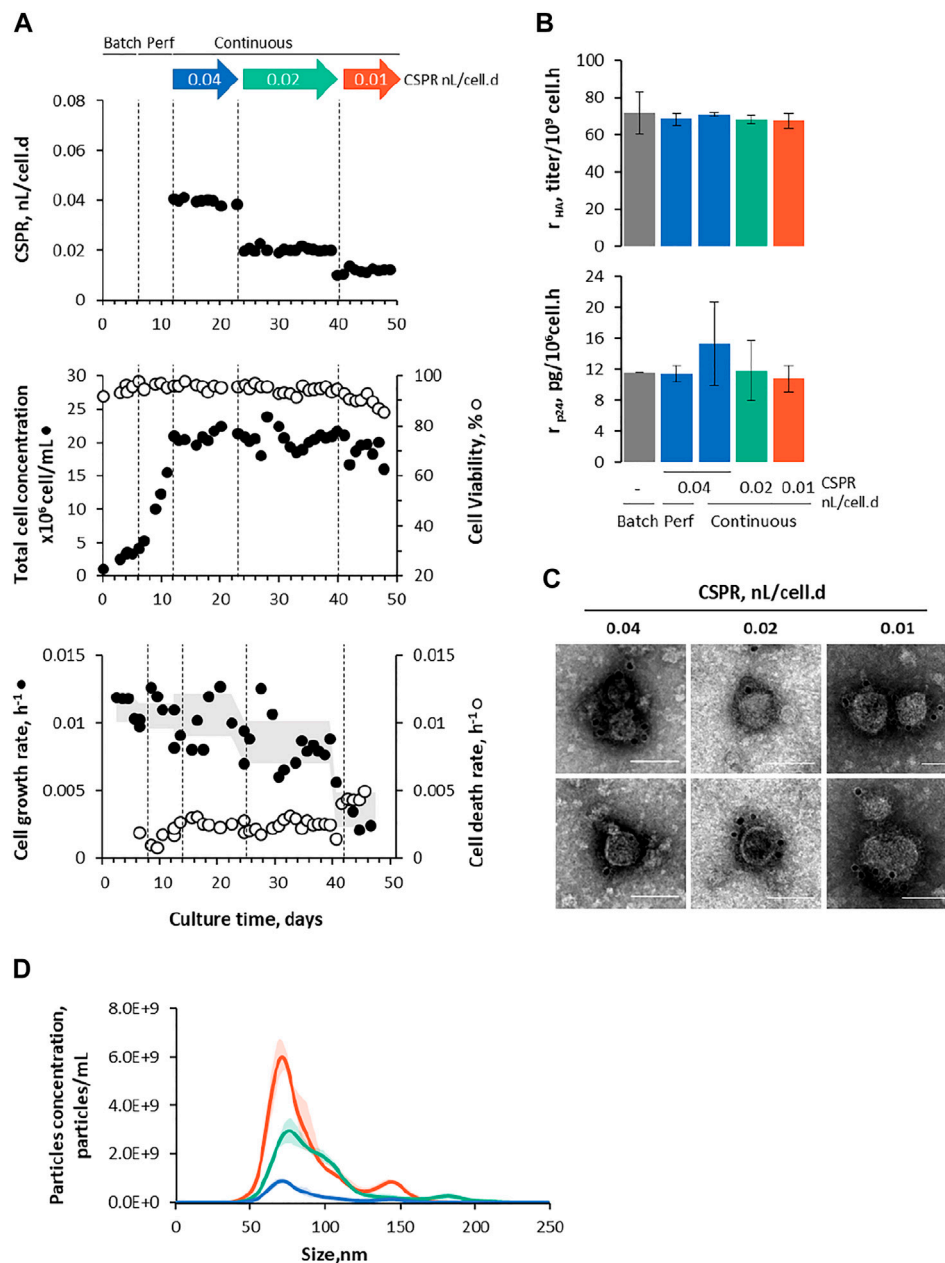 A
Batch Perf Continuous
0.04 0.02 0.01 CSPR nL/cell.d
CSPR, nL/cell.d
0.08
0.06
0.04
0.02
0
0 10 20 30 40 50
Total cell concentration
x10⁶ cell/mL ●
30
25
20
15
10
5
0
100
80
60
40
20
Cell Viability, % ○
0 10 20 30 40 50
Cell growth rate, h⁻¹ ●
0.015
0.01
0.005
0
0.015
0.01
0.005
0
Cell death rate, h⁻¹ ○
0 10 20 30 40 50
Culture time, days
B
r HA, titer/10⁹ cell.h
100
80
60
40
20
0
r p24, pg/10⁶cell.h
24
20
16
12
8
4
0
- 0.04 0.02 0.01 CSPR
nL/cell.d
Batch Perf Continuous
C
CSPR, nL/cell.d
0.04 0.02 0.01
D
Particles concentration,
particles/mL
8.0E+9
6.0E+9
4.0E+9
2.0E+9
0.0E+0
0 50 100 150 200 250
Size,nm